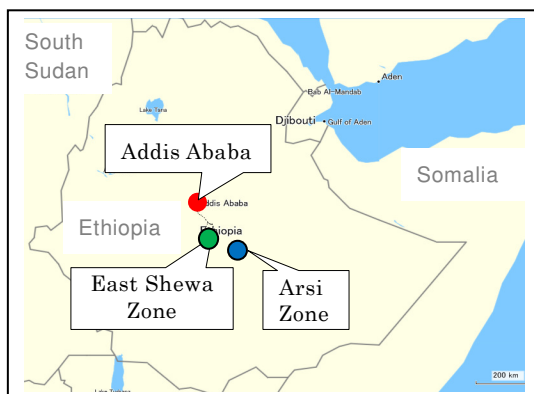 South
Sudan
Aden
Bab Al-Mandab
Lake Tana
Djibouti
Gulf of Aden
Addis Ababa
Somalia
ddis Ababa
Ethiopia
East Shewa
Zone
Arsi
Zone
200 km